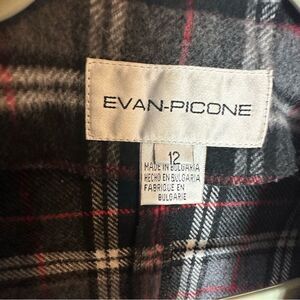 EVAN-PICONE
12
MADE IN BULGARIA
HECHO EN BULGARIA
FABRIQUE EN
BULGARIE